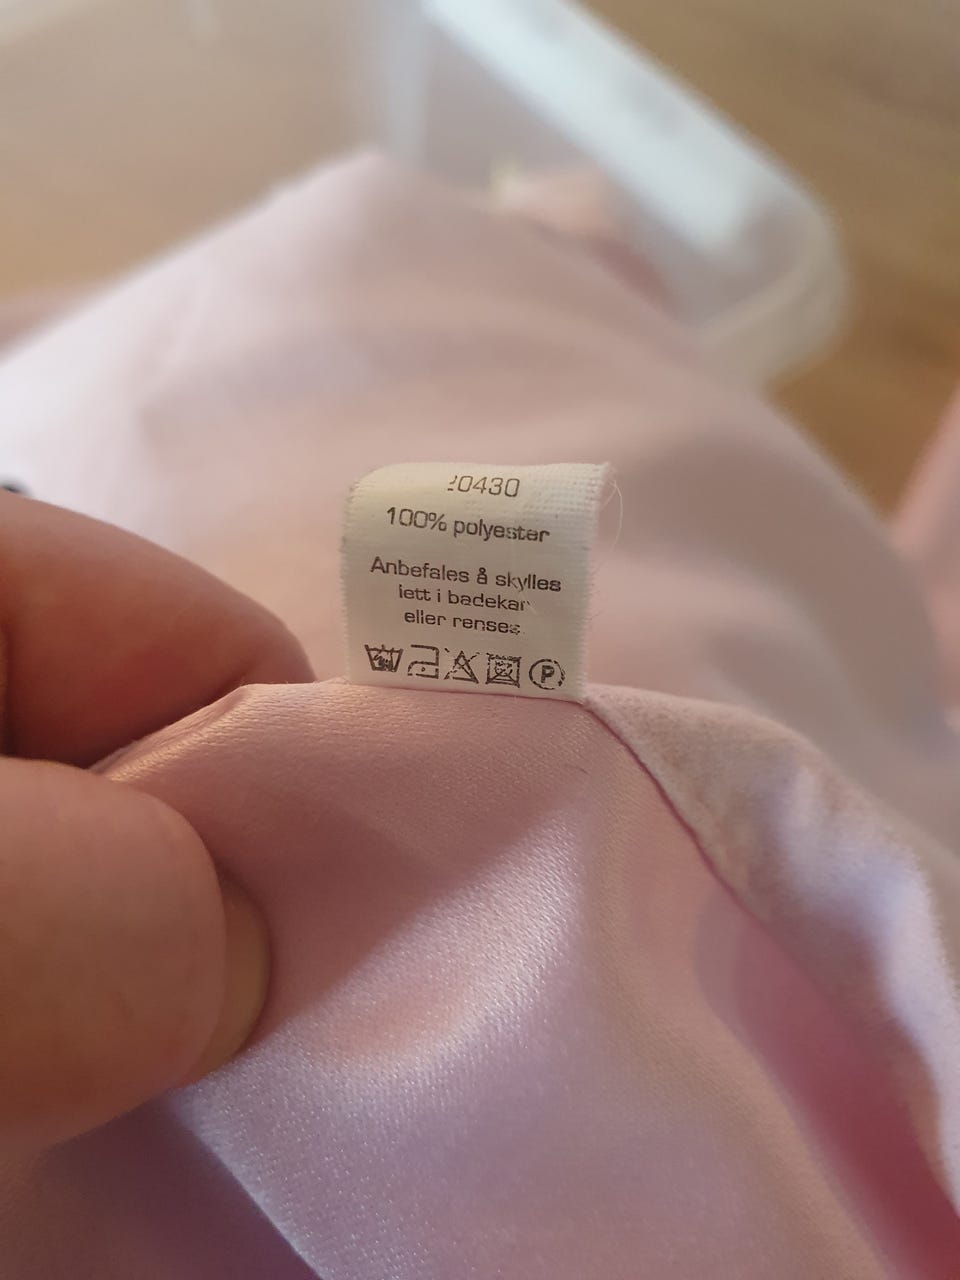 20430
100% polyester
Anbefales å skylles
lett i badekar
eller renses.
P